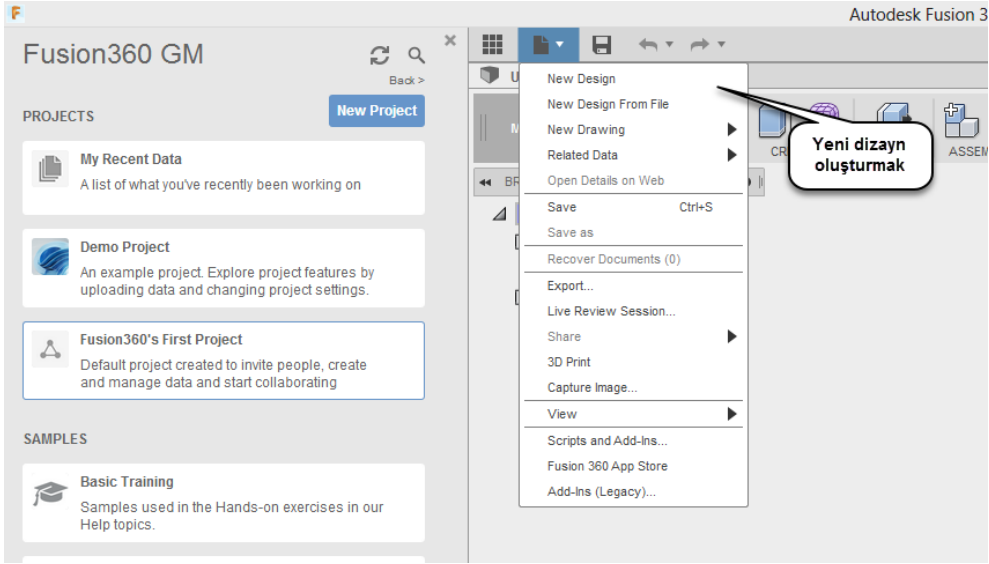 Autodesk Fusion 3
Fusion360 GM
Back >
PROJECTS
New Project
My Recent Data
A list of what you've recently been working on
Demo Project
An example project. Explore project features by
uploading data and changing project settings.
Fusion360's First Project
Default project created to invite people, create
and manage data and start collaborating
SAMPLES
Basic Training
Samples used in the Hands-on exercises in our
Help topics.
U
M
CR
ASSEM
BR
New Design
New Design From File
New Drawing
Related Data
Open Details on Web
Save Ctrl+S
Save as
Recover Documents (0)
Export...
Live Review Session...
Share
3D Print
Capture Image...
View
Scripts and Add-Ins...
Fusion 360 App Store
Add-Ins (Legacy)...
Yeni dizayn
oluşturmak